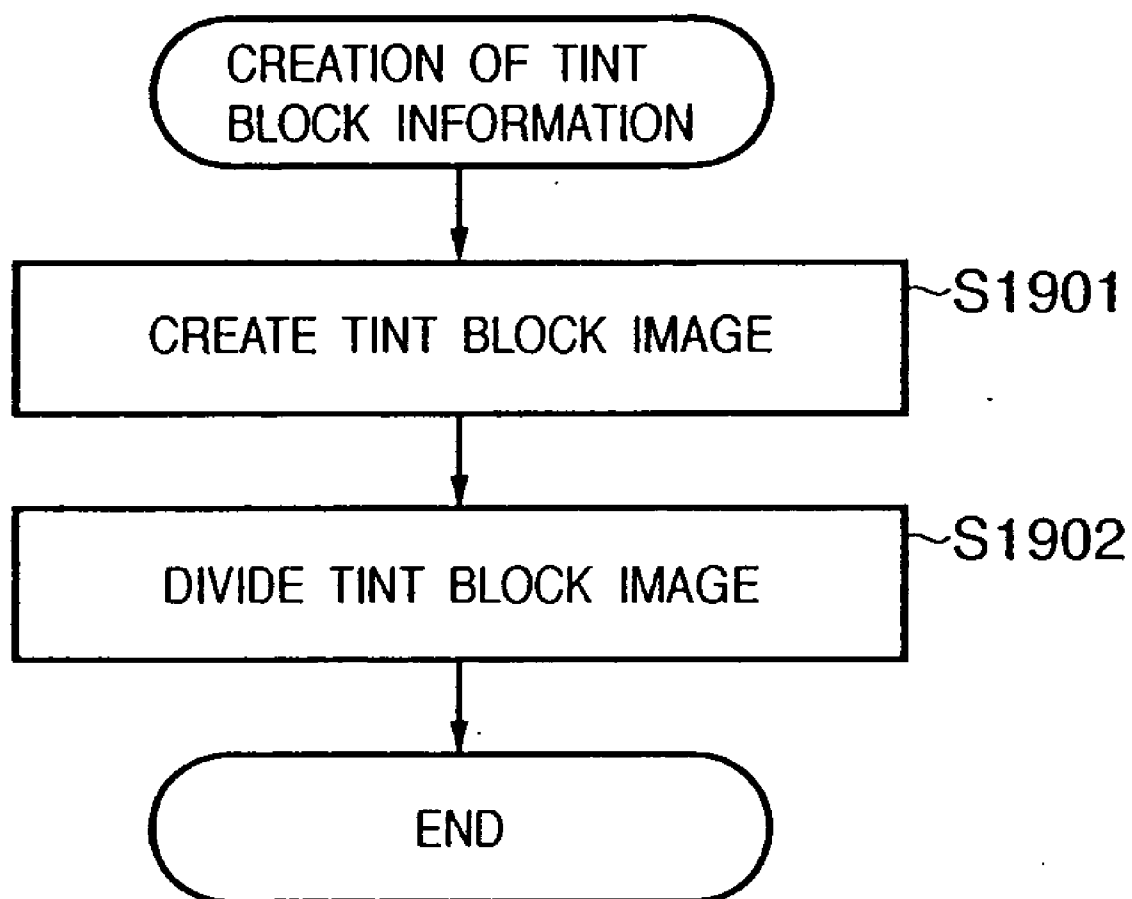 CREATION OF TINT
BLOCK INFORMATION
S1901
CREATE TINT BLOCK IMAGE
S1902
DIVIDE TINT BLOCK IMAGE
END